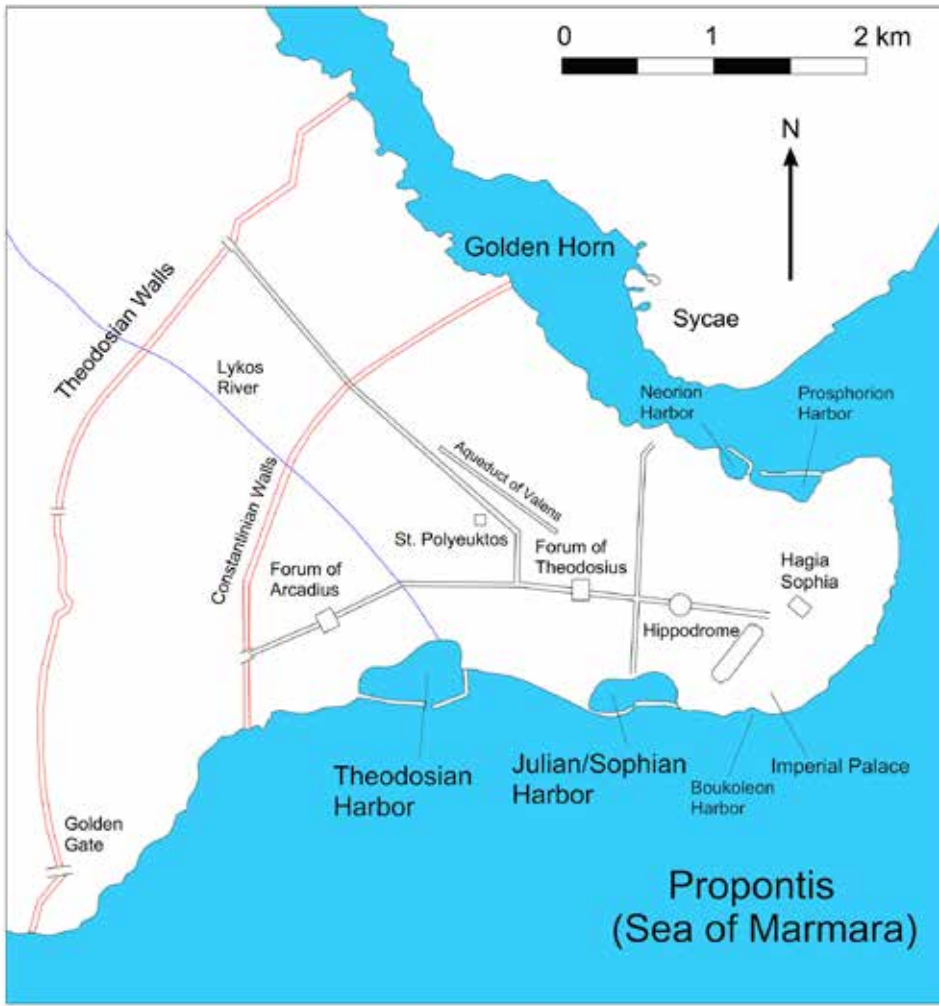 0 1 2 km
N
Golden Horn
Sycae
Theodosian Walls
Lykos
River
Neorion
Harbor
Prosphorion
Harbor
Constantinian Walls
Aqueduct of Valens
St. Polyeuktos
Forum of
Theodosius
Forum of
Arcadius
Hagia
Sophia
Hippodrome
Theodosian
Harbor
Julian/Sophian
Harbor
Boukoleon
Harbor
Imperial Palace
Golden
Gate
Propontis
(Sea of Marmara)